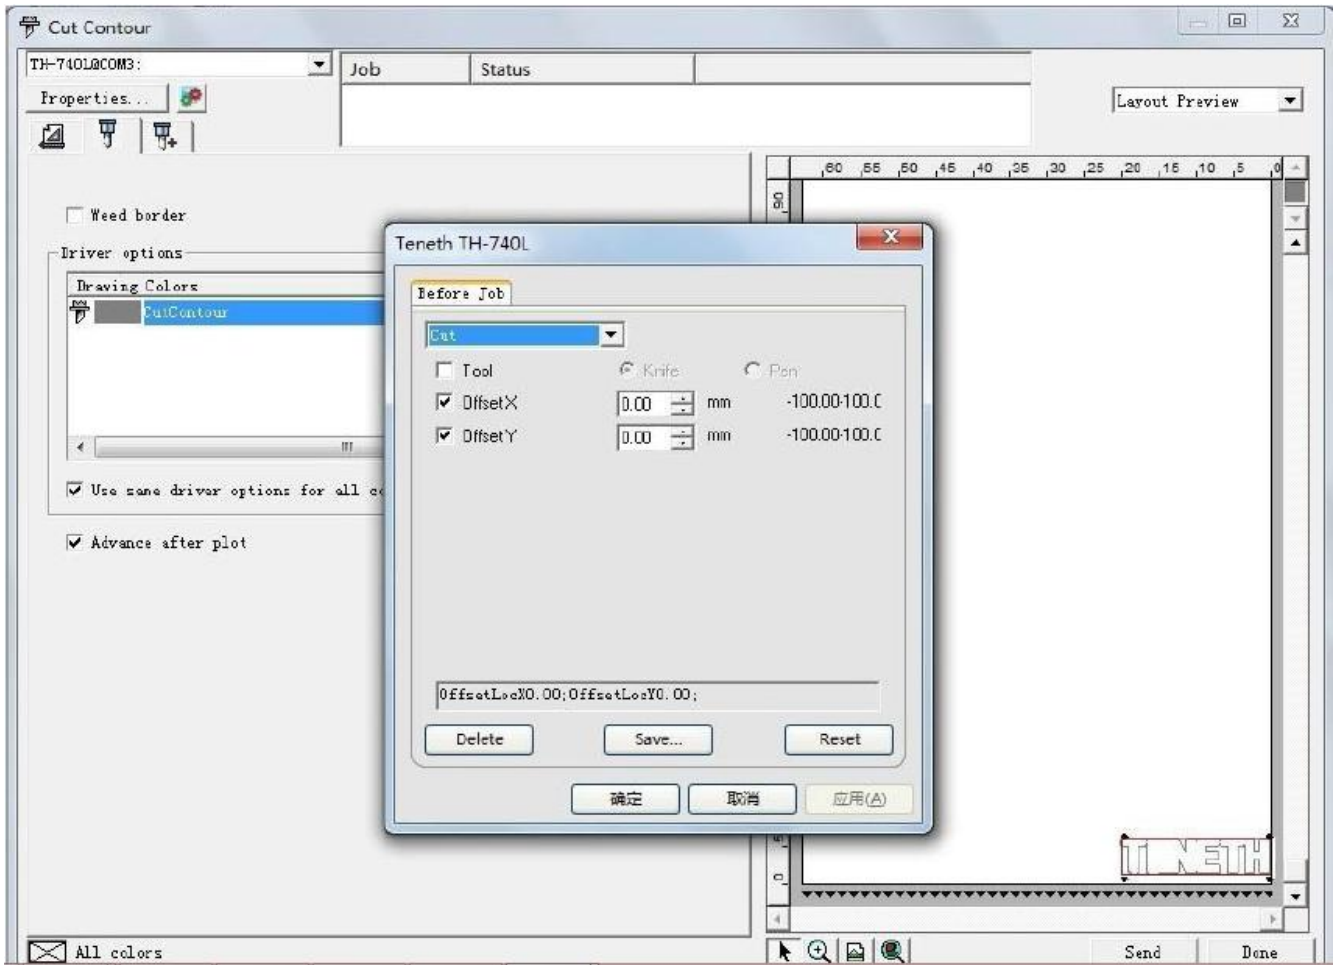 Cut Contour
TH-740L@COM3:
Job Status
Properties...
Layout Preview
60 55 50 45 40 35 30 25 20 15 10 5 0
90
Weed border
Driver options
Drawing Colors
CutContour
Use same driver options for all co
Advance after plot
Teneth TH-740L
Before Job
Cut
Tool Knife Pen
OffsetX 0.00 mm -100.00-100.0
OffsetY 0.00 mm -100.00-100.0
OffsetLocX0.00;OffsetLocY0.00;
Delete Save... Reset
确定 取消 应用(A)
TENETH
5
0
All colors
Send Done